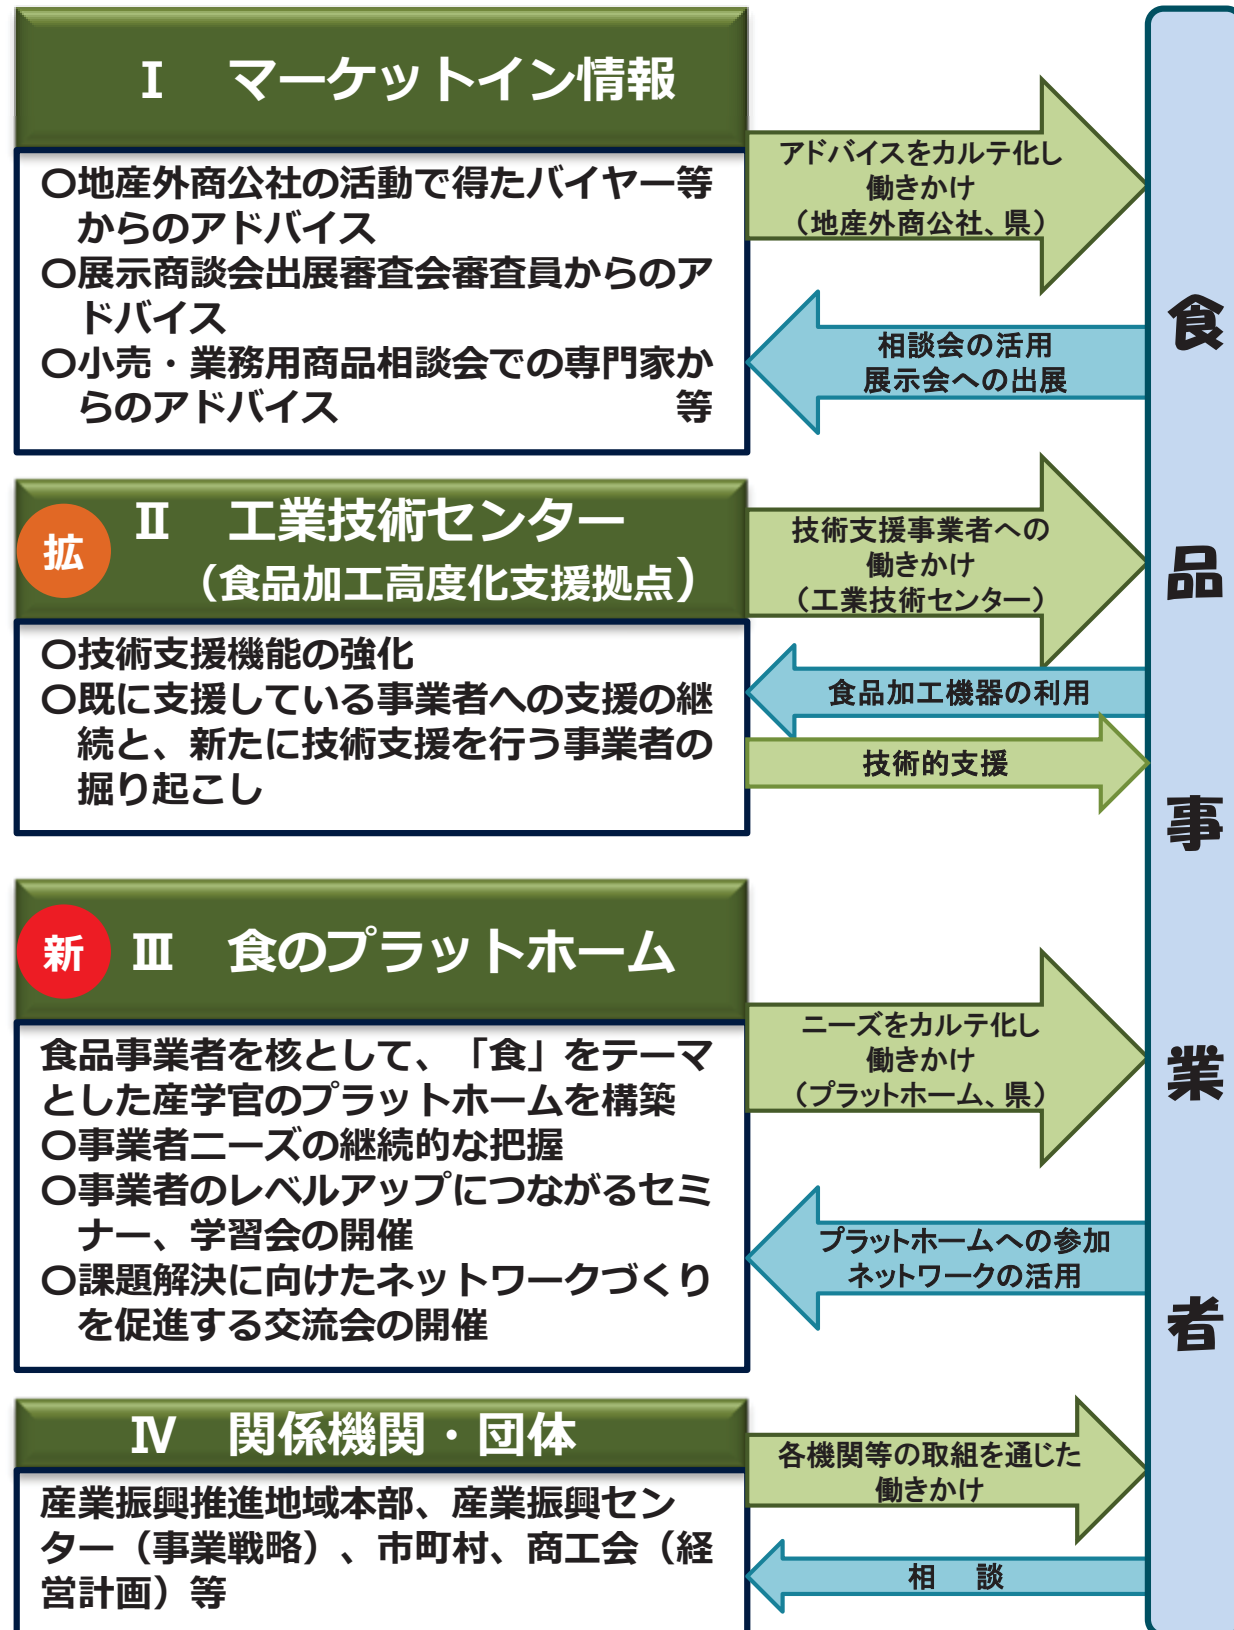 Ⅰ　マーケットイン情報
○地産外商公社の活動で得たバイヤー等
からのアドバイス
○展示商談会出展審査会審査員からのア
ドバイス
○小売・業務用商品相談会での専門家か
らのアドバイス　　　　　　　　　等
アドバイスをカルテ化し
働きかけ
（地産外商公社、県）
相談会の活用
展示会への出展
拡
Ⅱ　工業技術センター
（食品加工高度化支援拠点）
○技術支援機能の強化
○既に支援している事業者への支援の継
続と、新たに技術支援を行う事業者の
掘り起こし
技術支援事業者への
働きかけ
（工業技術センター）
食品加工機器の利用
技術的支援
新
Ⅲ　食のプラットホーム
食品事業者を核として、「食」をテーマ
とした産学官のプラットホームを構築
○事業者ニーズの継続的な把握
○事業者のレベルアップにつながるセミ
ナー、学習会の開催
○課題解決に向けたネットワークづくり
を促進する交流会の開催
ニーズをカルテ化し
働きかけ
（プラットホーム、県）
プラットホームへの参加
ネットワークの活用
Ⅳ　関係機関・団体
産業振興推進地域本部、産業振興セン
ター（事業戦略）、市町村、商工会（経
営計画）等
各機関等の取組を通じた
働きかけ
相　談
食品事業者